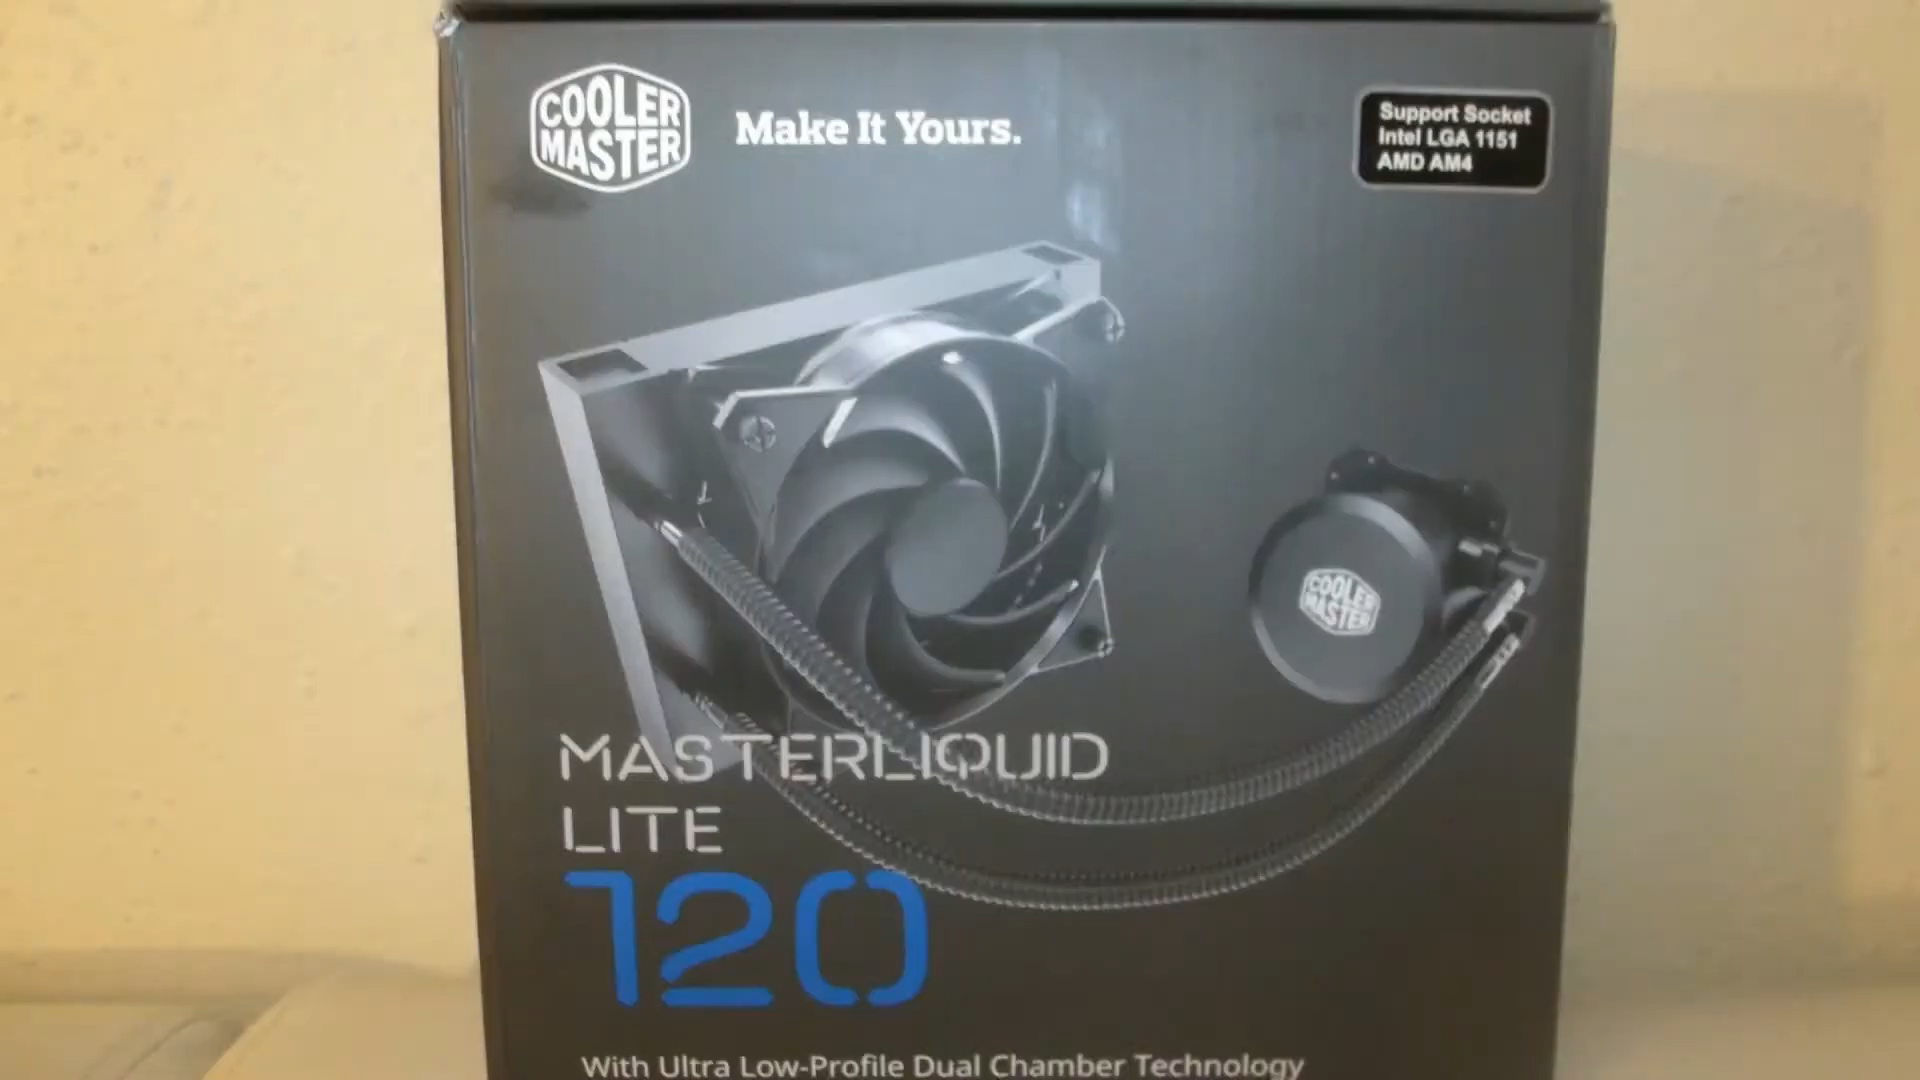 COOLER
MASTER
Make It Yours.
Support Socket
Intel LGA 1151
AMD AM4
COOLER
MASTER
MASTERLIQUID
LITE
120
With Ultra Low-Profile Dual Chamber Technology